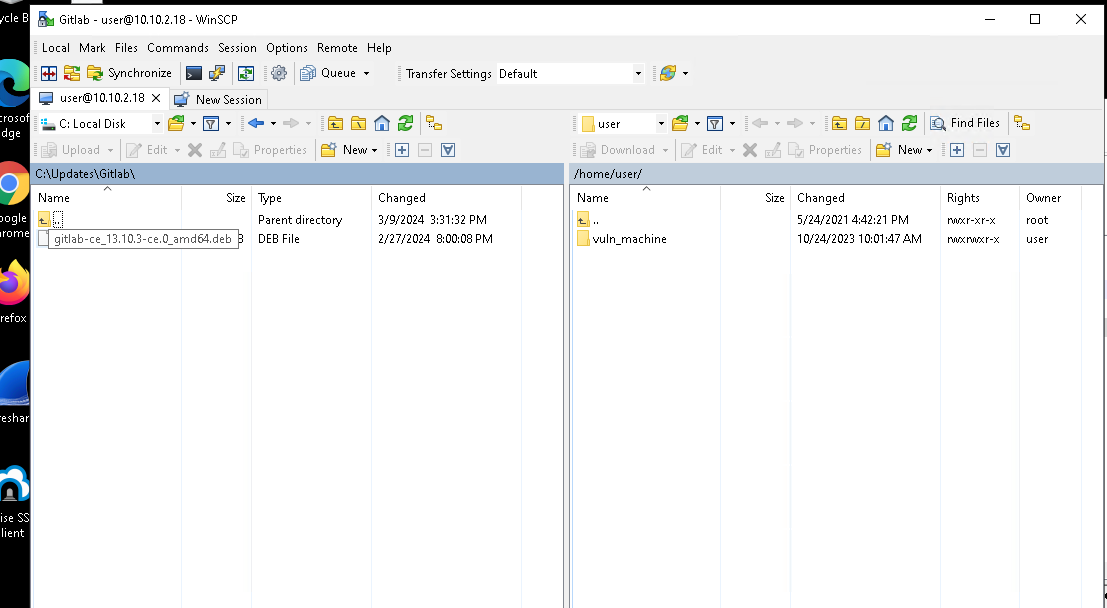 ycle B
Gitlab - user@10.10.2.18 - WinSCP
Local Mark Files Commands Session Options Remote Help
Synchronize Queue Transfer Settings Default
user@10.10.2.18 New Session
C: Local Disk user Find Files
Upload Edit Properties New Download Edit Properties New
C:\Updates\Gitlab\ /home/user/
Name Size Type Changed Name Size Changed Rights Owner
.. Parent directory 3/9/2024 3:31:32 PM .. 5/24/2021 4:42:21 PM rwxr-xr-x root
gitlab-ce_13.10.3-ce.0_amd64.deb 3 DEB File 2/27/2024 8:00:08 PM vuln_machine 10/24/2023 10:01:47 AM rwxrwxr-x user
crosof
dge
oogle
hrome
refox
reshar
ise SS
lient